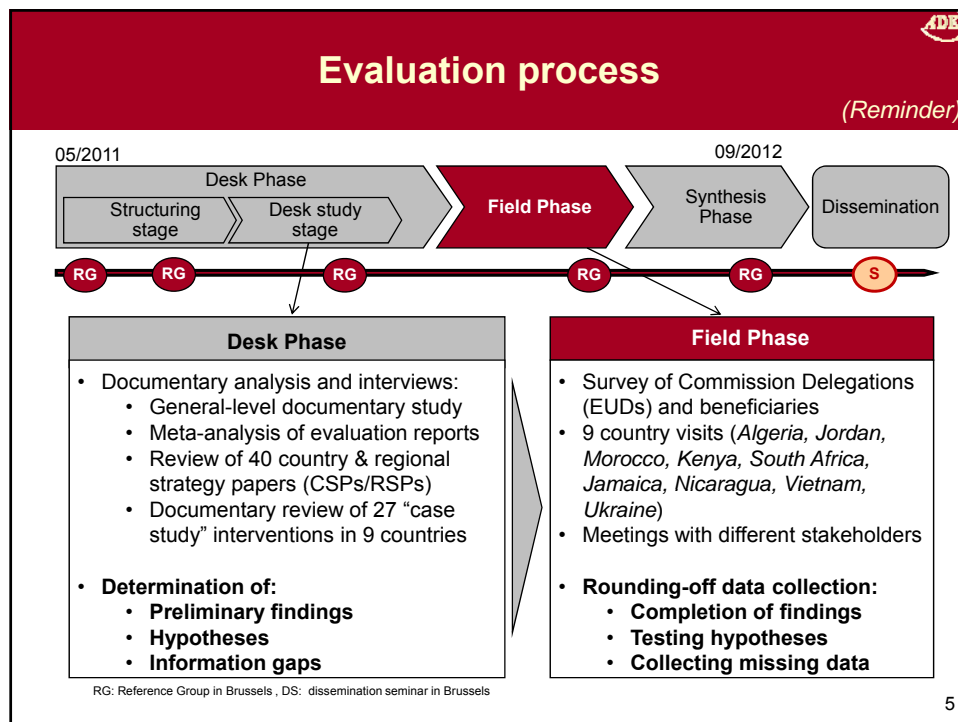 ADE
Evaluation process
(Reminder)
05/2011
09/2012
Desk Phase
Structuring
stage
Desk study
stage
Field Phase
Synthesis
Phase
Dissemination
RG
RG
RG
RG
RG
S
Desk Phase
• Documentary analysis and interviews:
• General-level documentary study
• Meta-analysis of evaluation reports
• Review of 40 country & regional
strategy papers (CSPs/RSPs)
• Documentary review of 27 “case
study” interventions in 9 countries
• Determination of:
• Preliminary findings
• Hypotheses
• Information gaps
Field Phase
• Survey of Commission Delegations
(EUDs) and beneficiaries
• 9 country visits (Algeria, Jordan,
Morocco, Kenya, South Africa,
Jamaica, Nicaragua, Vietnam,
Ukraine)
• Meetings with different stakeholders
• Rounding-off data collection:
• Completion of findings
• Testing hypotheses
• Collecting missing data
RG: Reference Group in Brussels , DS: dissemination seminar in Brussels
5